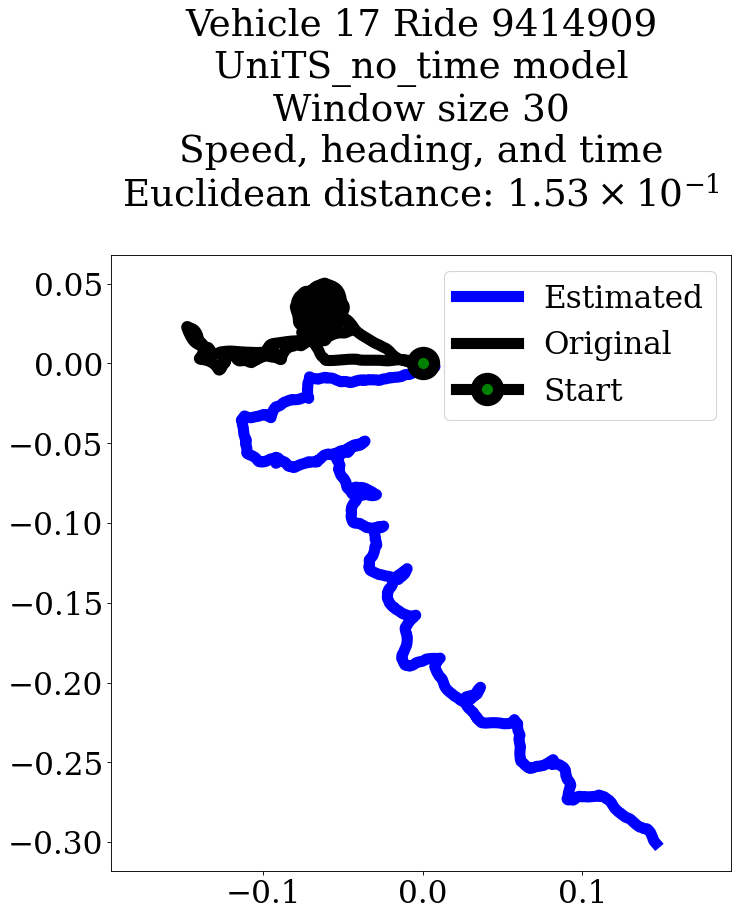 Vehicle 17 Ride 9414909
UniTS_no_time model
Window size 30
Speed, heading, and time
Euclidean distance: 1.53 × 10⁻¹
Estimated
Original
Start
0.05
0.00
−0.05
−0.10
−0.15
−0.20
−0.25
−0.30
−0.1 0.0 0.1